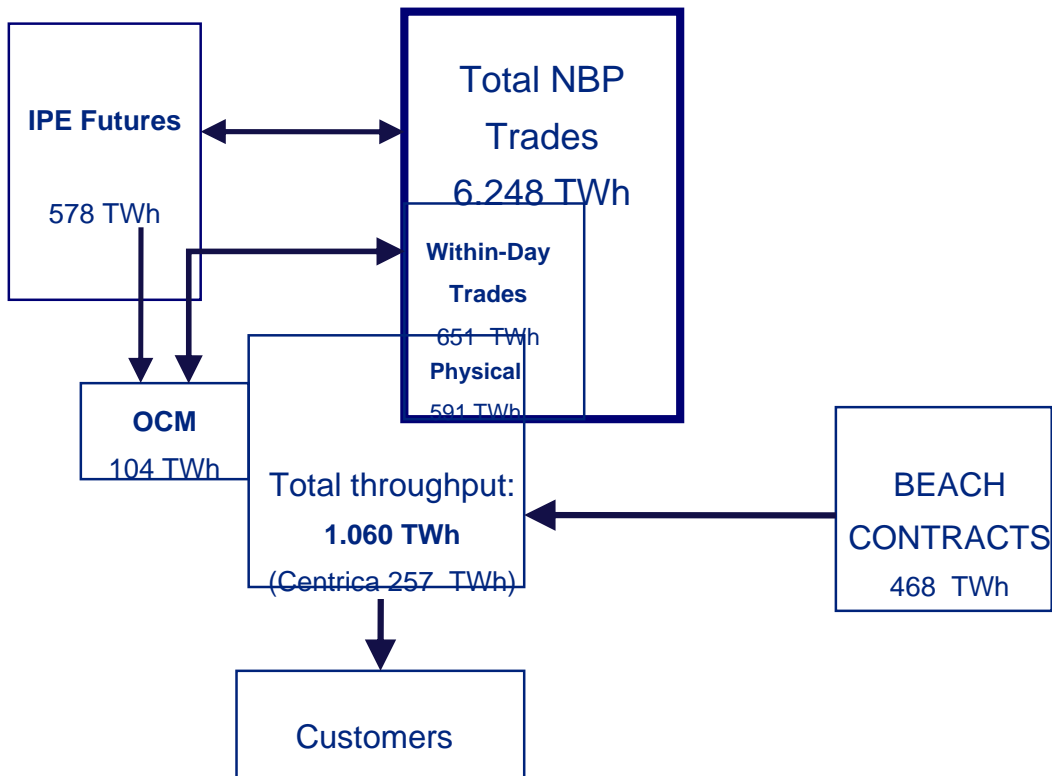 IPE Futures
578 TWh
Total NBP
Trades
6.248 TWh
Within-Day
Trades
651 TWh
Physical
591 TWh
OCM
104 TWh
Total throughput:
1.060 TWh
(Centrica 257 TWh)
BEACH
CONTRACTS
468 TWh
Customers